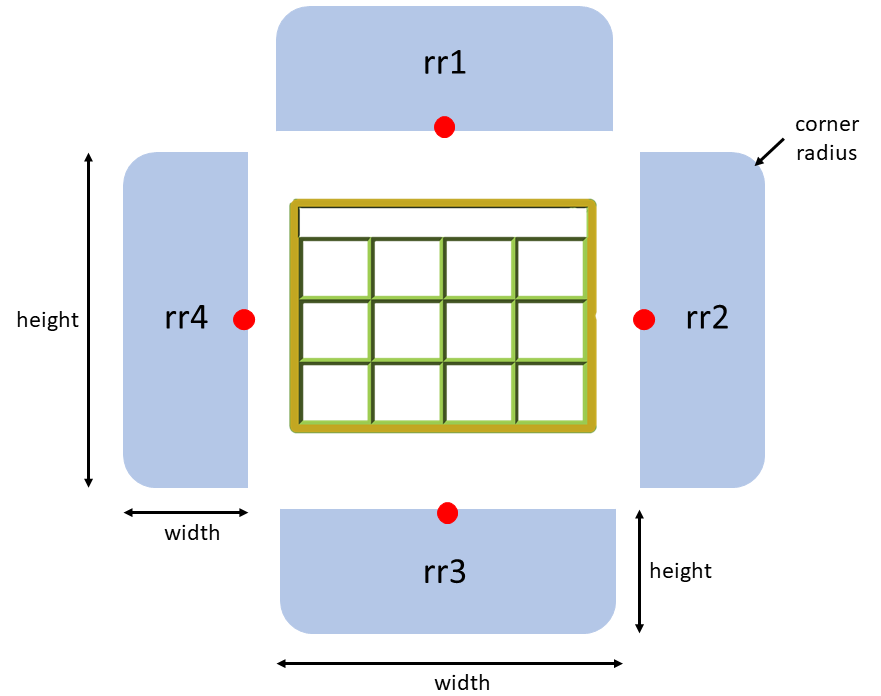 rr1
corner
radius
rr4
rr2
height
width
rr3
height
width